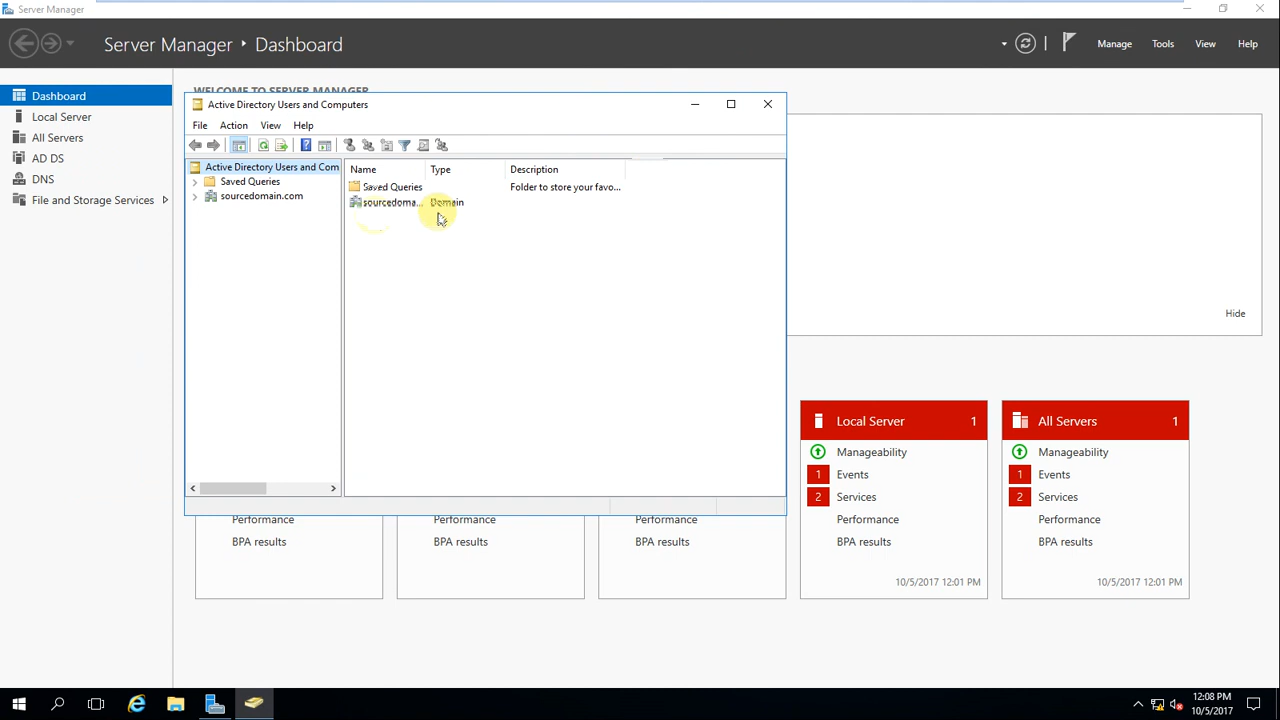 Server Manager
Server Manager ‣ Dashboard
Manage Tools View Help
Dashboard
Local Server
All Servers
AD DS
DNS
File and Storage Services
WELCOME TO SERVER MANAGER
Active Directory Users and Computers
File Action View Help
Active Directory Users and Com
Saved Queries
sourcedomain.com
Name Type Description
Saved Queries Folder to store your favo...
sourcedoma... Domain
Hide
Performance
BPA results
Performance
BPA results
Performance
BPA results
Local Server 1
Manageability
1 Events
2 Services
Performance
BPA results
10/5/2017 12:01 PM
All Servers 1
Manageability
1 Events
2 Services
Performance
BPA results
10/5/2017 12:01 PM
12:08 PM
10/5/2017